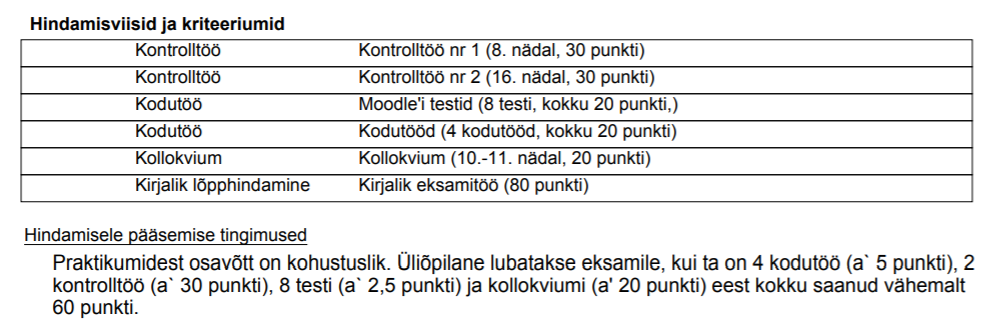 Hindamisviisid ja kriteeriumid
Kontrolltöö Kontrolltöö nr 1 (8. nädal, 30 punkti)
Kontrolltöö Kontrolltöö nr 2 (16. nädal, 30 punkti)
Kodutöö Moodle'i testid (8 testi, kokku 20 punkti,)
Kodutöö Kodutööd (4 kodutööd, kokku 20 punkti)
Kollokvium Kollokvium (10.-11. nädal, 20 punkti)
Kirjalik lõpphindamine Kirjalik eksamitöö (80 punkti)
Hindamisele pääsemise tingimused
Praktikumidest osavõtt on kohustuslik. Üliõpilane lubatakse eksamile, kui ta on 4 kodutöö (a` 5 punkti), 2
kontrolltöö (a` 30 punkti), 8 testi (a` 2,5 punkti) ja kollokviumi (a' 20 punkti) eest kokku saanud vähemalt
60 punkti.